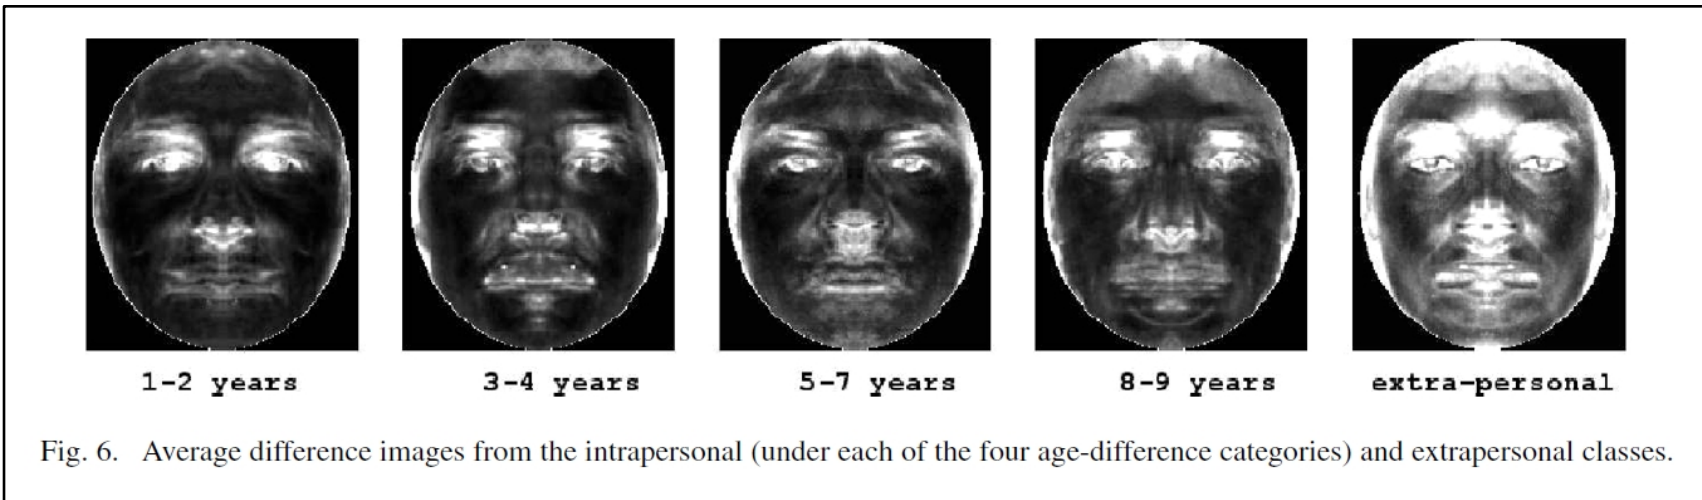 1-2 years 3-4 years 5-7 years 8-9 years extra-personal
Fig. 6. Average difference images from the intrapersonal (under each of the four age-difference categories) and extrapersonal classes.